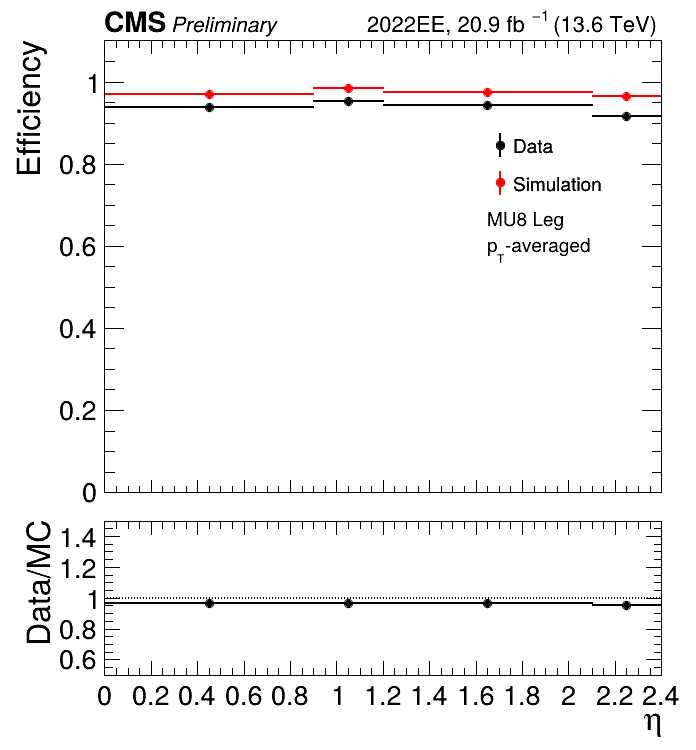 CMS Preliminary 2022EE, 20.9 fb⁻¹ (13.6 TeV)
Efficiency
1
0.8
0.6
0.4
0.2
0
Data
Simulation
MU8 Leg
p_T-averaged
Data/MC
1.4
1.2
1
0.8
0.6
0 0.2 0.4 0.6 0.8 1 1.2 1.4 1.6 1.8 2 2.2 2.4
η